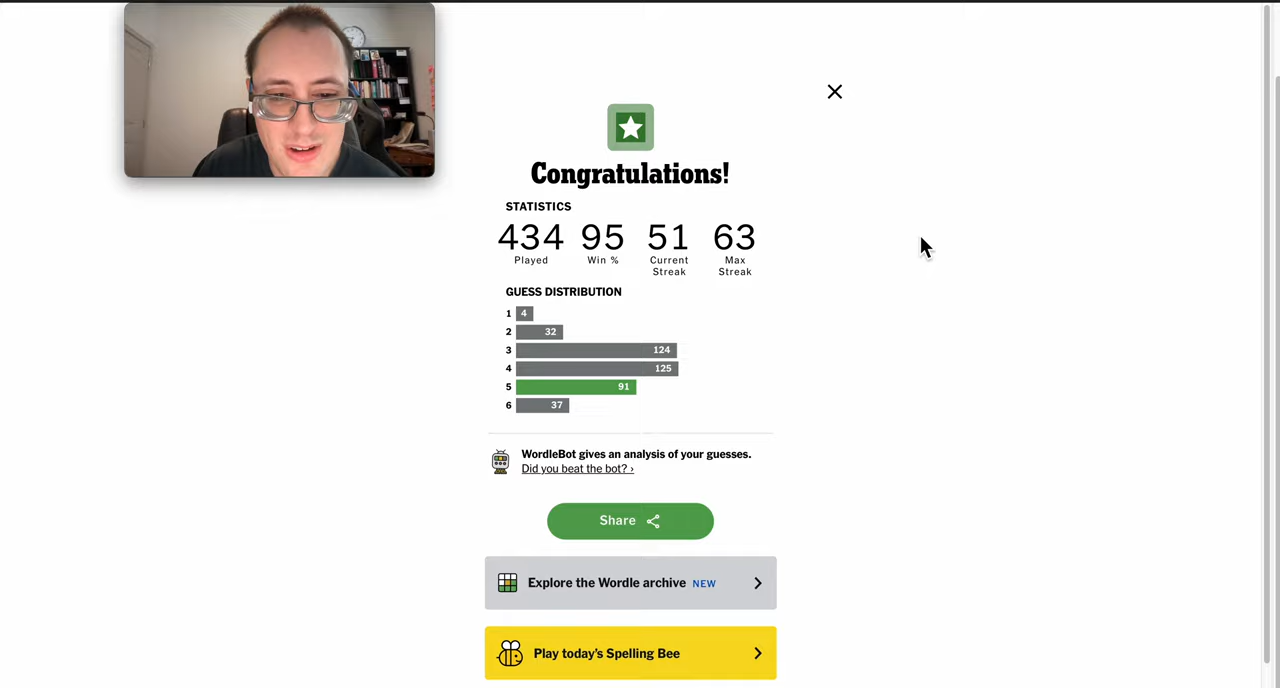 Congratulations!
STATISTICS
434 95 51 63
Played Win % Current Streak Max Streak
GUESS DISTRIBUTION
1 4
2 32
3 124
4 125
5 91
6 37
WordleBot gives an analysis of your guesses.
Did you beat the bot? ›
Share
Explore the Wordle archive NEW
Play today's Spelling Bee